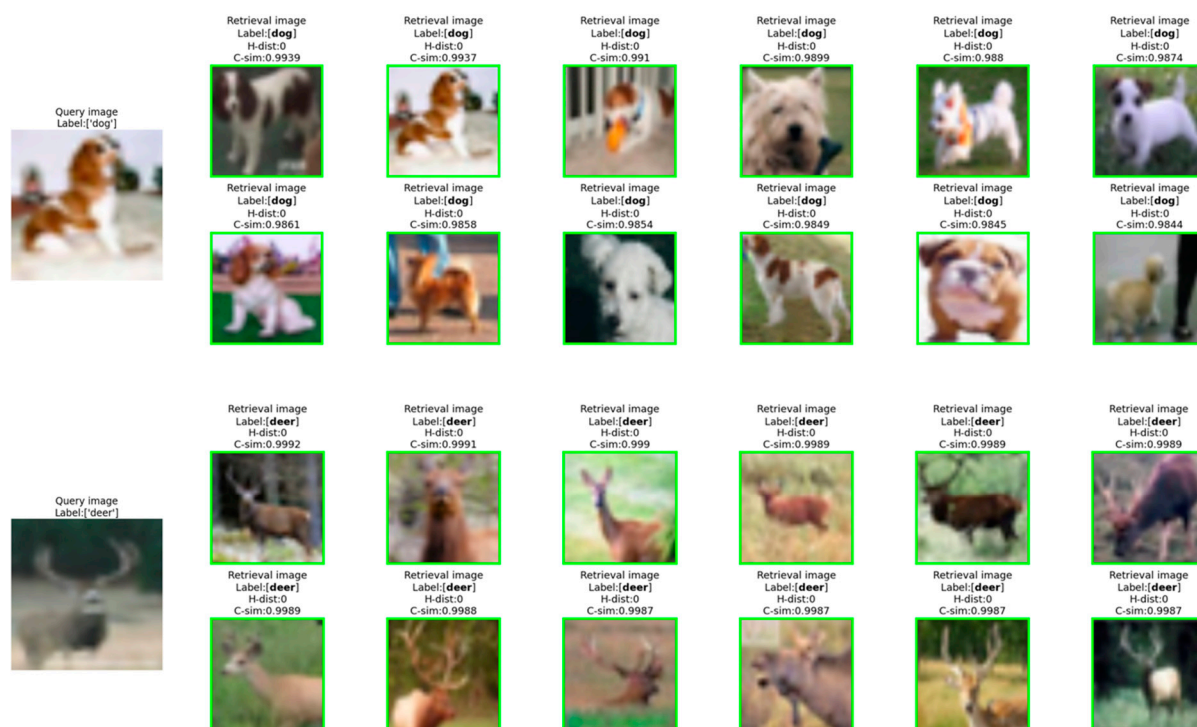 Query image
Label:['dog']
Retrieval image
Label:[dog]
H-dist:0
C-sim:0.9939
Retrieval image
Label:[dog]
H-dist:0
C-sim:0.9937
Retrieval image
Label:[dog]
H-dist:0
C-sim:0.991
Retrieval image
Label:[dog]
H-dist:0
C-sim:0.9899
Retrieval image
Label:[dog]
H-dist:0
C-sim:0.988
Retrieval image
Label:[dog]
H-dist:0
C-sim:0.9874
Retrieval image
Label:[dog]
H-dist:0
C-sim:0.9861
Retrieval image
Label:[dog]
H-dist:0
C-sim:0.9858
Retrieval image
Label:[dog]
H-dist:0
C-sim:0.9854
Retrieval image
Label:[dog]
H-dist:0
C-sim:0.9849
Retrieval image
Label:[dog]
H-dist:0
C-sim:0.9845
Retrieval image
Label:[dog]
H-dist:0
C-sim:0.9844
Query image
Label:['deer']
Retrieval image
Label:[deer]
H-dist:0
C-sim:0.9992
Retrieval image
Label:[deer]
H-dist:0
C-sim:0.9991
Retrieval image
Label:[deer]
H-dist:0
C-sim:0.999
Retrieval image
Label:[deer]
H-dist:0
C-sim:0.9989
Retrieval image
Label:[deer]
H-dist:0
C-sim:0.9989
Retrieval image
Label:[deer]
H-dist:0
C-sim:0.9989
Retrieval image
Label:[deer]
H-dist:0
C-sim:0.9989
Retrieval image
Label:[deer]
H-dist:0
C-sim:0.9988
Retrieval image
Label:[deer]
H-dist:0
C-sim:0.9987
Retrieval image
Label:[deer]
H-dist:0
C-sim:0.9987
Retrieval image
Label:[deer]
H-dist:0
C-sim:0.9987
Retrieval image
Label:[deer]
H-dist:0
C-sim:0.9987